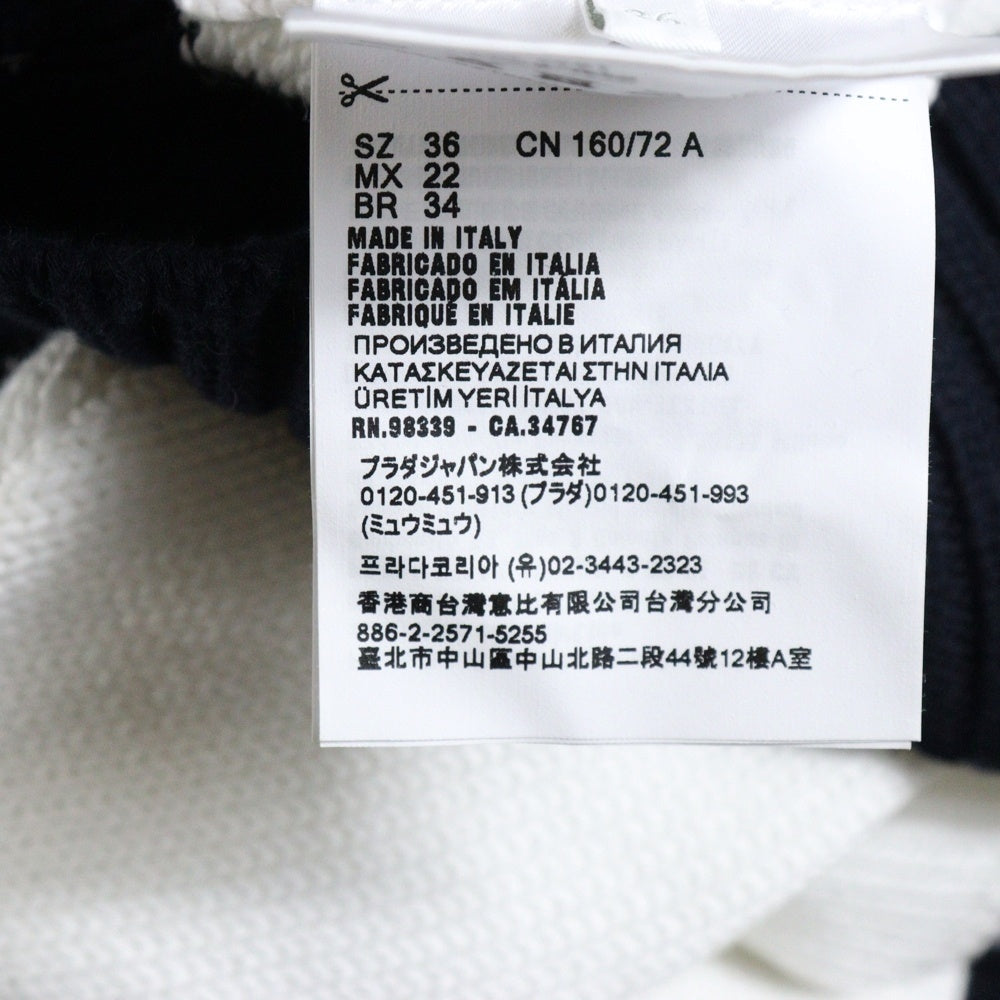 SZ 36 CN 160/72 A
MX 22
BR 34
MADE IN ITALY
FABRICADO EN ITALIA
FABRICADO EM ITÁLIA
FABRIQUÉ EN ITALIE
ПРОИЗВЕДЕНО В ИТАЛИЯ
ΚΑΤΑΣΚΕΥΑΖΕΤΑΙ ΣΤΗΝ ΙΤΑΛΙΑ
ÜRETİM YERİ İTALYA
RN.98339 - CA.34767
プラダジャパン株式会社
0120-451-913 (プラダ)0120-451-993
(ミュウミュウ)
프라다코리아 (유)02-3443-2323
香港商台灣意比有限公司台灣分公司
886-2-2571-5255
臺北市中山區中山北路二段44號12樓A室